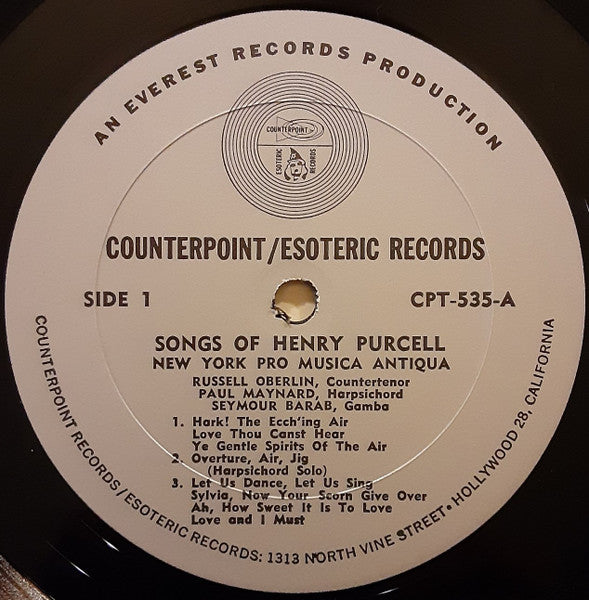 AN EVEREST RECORDS PRODUCTION
COUNTERPOINT
ESOTERIC
RECORDS
COUNTERPOINT/ESOTERIC RECORDS
SIDE 1
CPT-535-A
SONGS OF HENRY PURCELL
NEW YORK PRO MUSICA ANTIQUA
RUSSELL OBERLIN, Countertenor
PAUL MAYNARD, Harpsichord
SEYMOUR BARAB, Gamba
1. Hark! The Ecch'ing Air
Love Thou Canst Hear
Ye Gentle Spirits Of The Air
2. Overture, Air, Jig
(Harpsichord Solo)
3. Let Us Dance, Let Us Sing
Sylvia, Now Your Scorn Give Over
Ah, How Sweet It Is To Love
Love and I Must
COUNTERPOINT RECORDS/ESOTERIC RECORDS: 1313 NORTH VINE STREET • HOLLYWOOD 28, CALIFORNIA